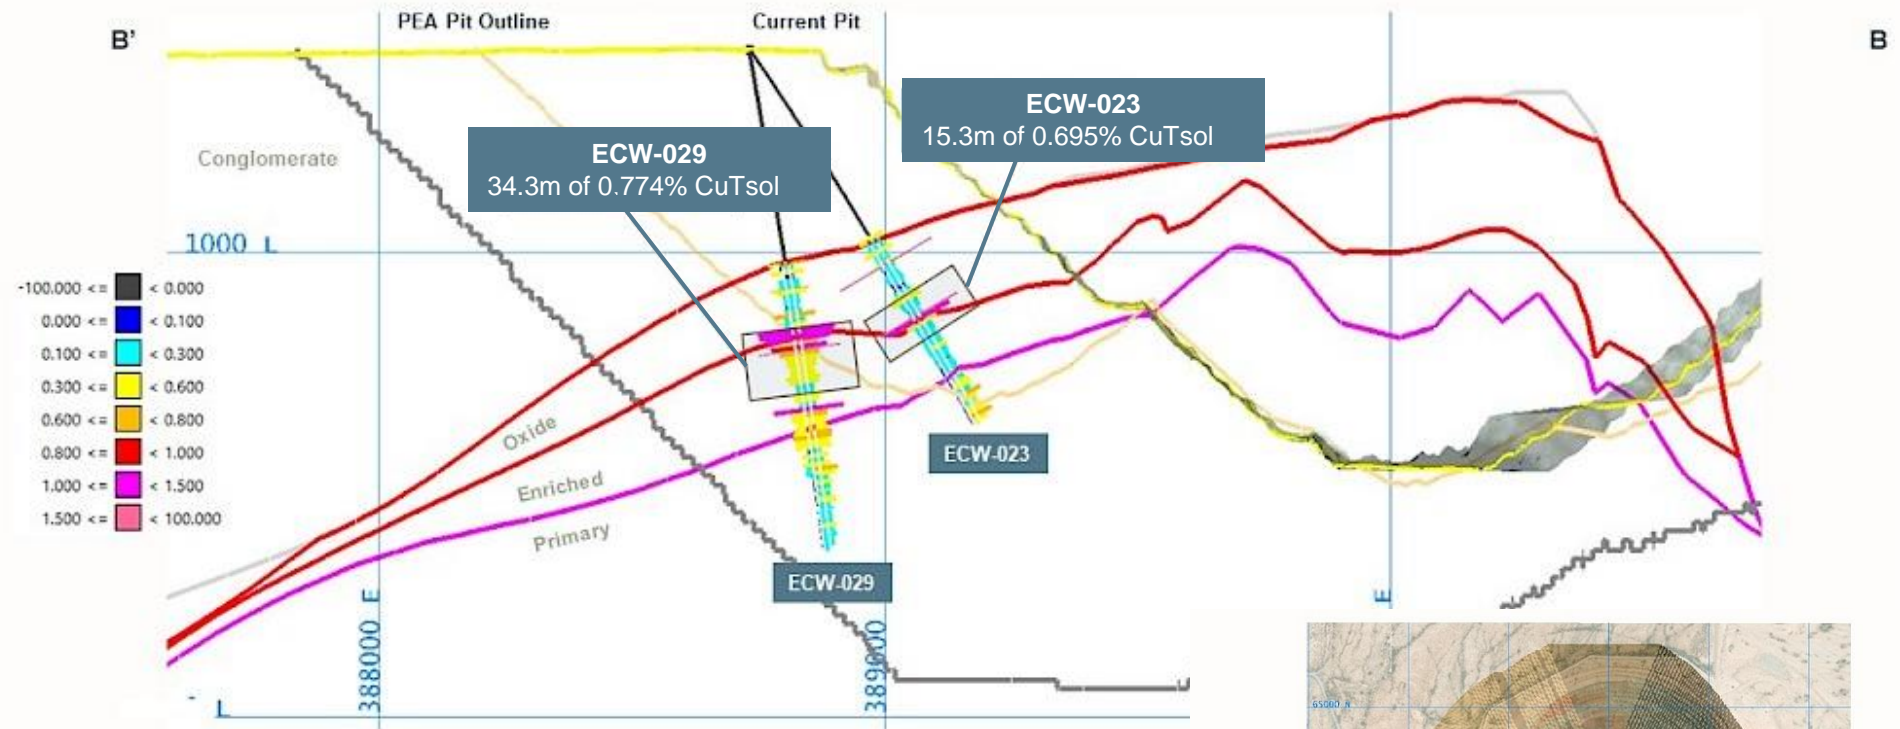 PEA Pit Outline
Current Pit
B'
B
ECW-023
15.3m of 0.695% CuTsol
ECW-029
34.3m of 0.774% CuTsol
Conglomerate
1000 L
-100.000 <= < 0.000
0.000 <= < 0.100
0.100 <= < 0.300
0.300 <= < 0.600
0.600 <= < 0.800
0.800 <= < 1.000
1.000 <= < 1.500
1.500 <= < 100.000
Oxide
Enriched
Primary
ECW-023
ECW-029
388000 E
389000
E
- L
65000 N